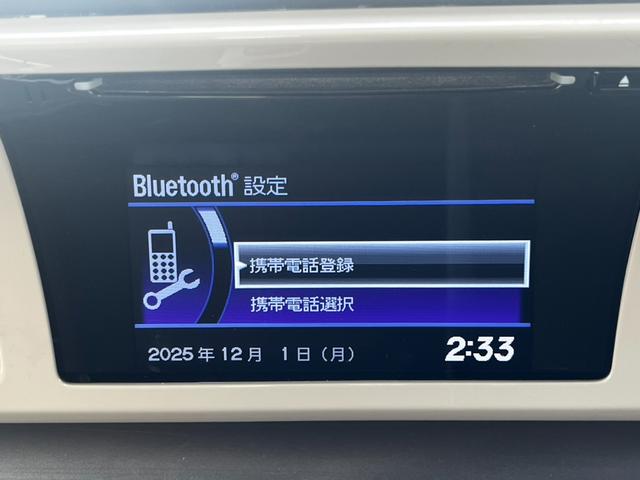 Bluetooth® 設定
携帯電話登録
携帯電話選択
2025年12月 1日(月) 2:33